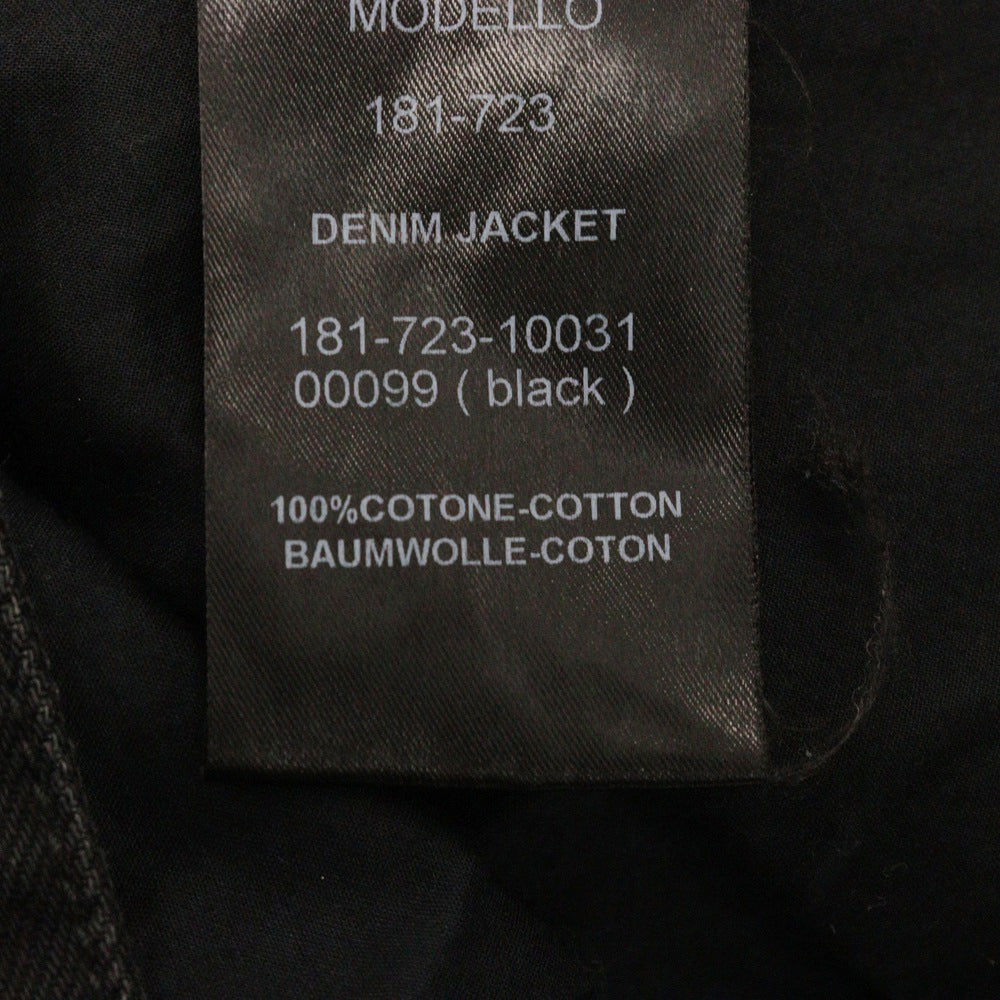 MODELLO
181-723
DENIM JACKET
181-723-10031
00099 ( black )
100%COTONE-COTTON
BAUMWOLLE-COTON